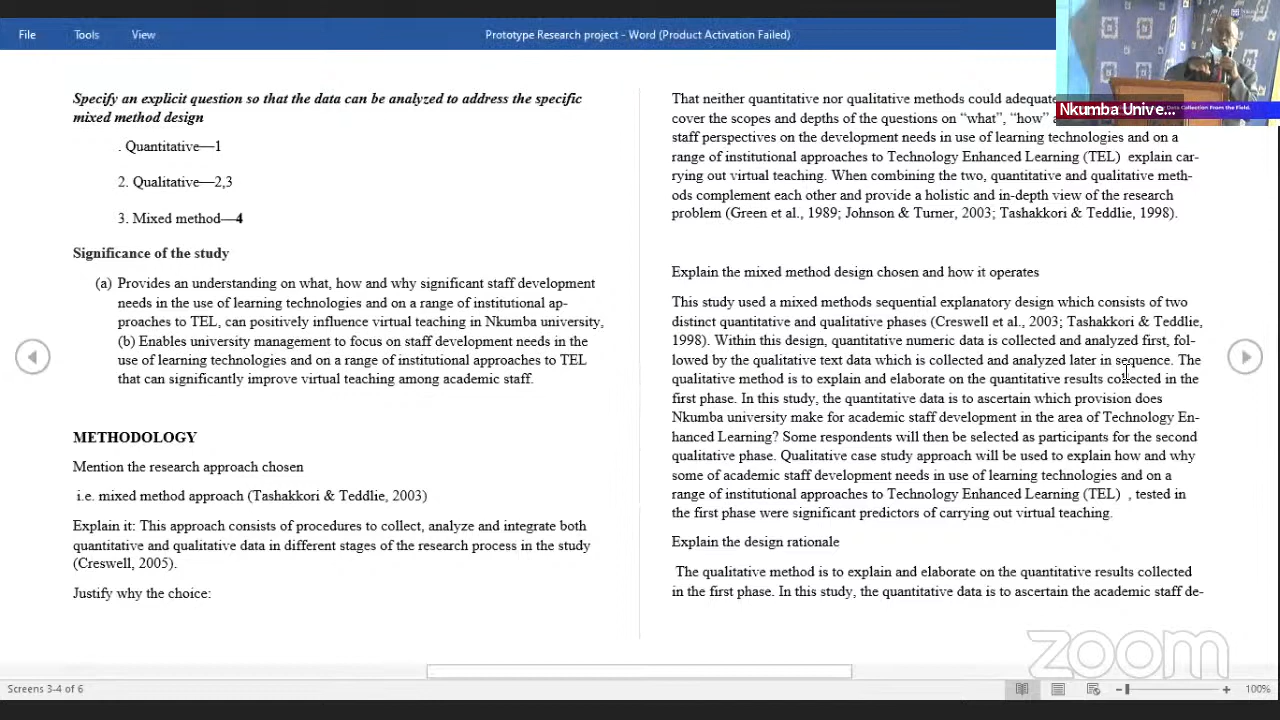 File Tools View Prototype Research project - Word (Product Activation Failed)
Specify an explicit question so that the data can be analyzed to address the specific
mixed method design
. Quantitative—1
2. Qualitative—2,3
3. Mixed method—4
Significance of the study
(a) Provides an understanding on what, how and why significant staff development
needs in the use of learning technologies and on a range of institutional ap-
proaches to TEL, can positively influence virtual teaching in Nkumba university,
(b) Enables university management to focus on staff development needs in the
use of learning technologies and on a range of institutional approaches to TEL
that can significantly improve virtual teaching among academic staff.
METHODOLOGY
Mention the research approach chosen
i.e. mixed method approach (Tashakkori & Teddlie, 2003)
Explain it: This approach consists of procedures to collect, analyze and integrate both
quantitative and qualitative data in different stages of the research process in the study
(Creswell, 2005).
Justify why the choice:
That neither quantitative nor qualitative methods could
cover the scopes and depths of the questions on “what”, “how”
staff perspectives on the development needs in use of learning technologies and on a
range of institutional approaches to Technology Enhanced Learning (TEL) explain car-
rying out virtual teaching. When combining the two, quantitative and qualitative meth-
ods complement each other and provide a holistic and in-depth view of the research
problem (Green et al., 1989; Johnson & Turner, 2003; Tashakkori & Teddlie, 1998).
Explain the mixed method design chosen and how it operates
This study used a mixed methods sequential explanatory design which consists of two
distinct quantitative and qualitative phases (Creswell et al., 2003; Tashakkori & Teddlie,
1998). Within this design, quantitative numeric data is collected and analyzed first, fol-
lowed by the qualitative text data which is collected and analyzed later in sequence. The
qualitative method is to explain and elaborate on the quantitative results collected in the
first phase. In this study, the quantitative data is to ascertain which provision does
Nkumba university make for academic staff development in the area of Technology En-
hanced Learning? Some respondents will then be selected as participants for the second
qualitative phase. Qualitative case study approach will be used to explain how and why
some of academic staff development needs in use of learning technologies and on a
range of institutional approaches to Technology Enhanced Learning (TEL) , tested in
the first phase were significant predictors of carrying out virtual teaching.
Explain the design rationale
The qualitative method is to explain and elaborate on the quantitative results collected
in the first phase. In this study, the quantitative data is to ascertain the academic staff de-
Nkumba Unive...
Data Collection From the Field.
zoom
Screens 3-4 of 6
100%